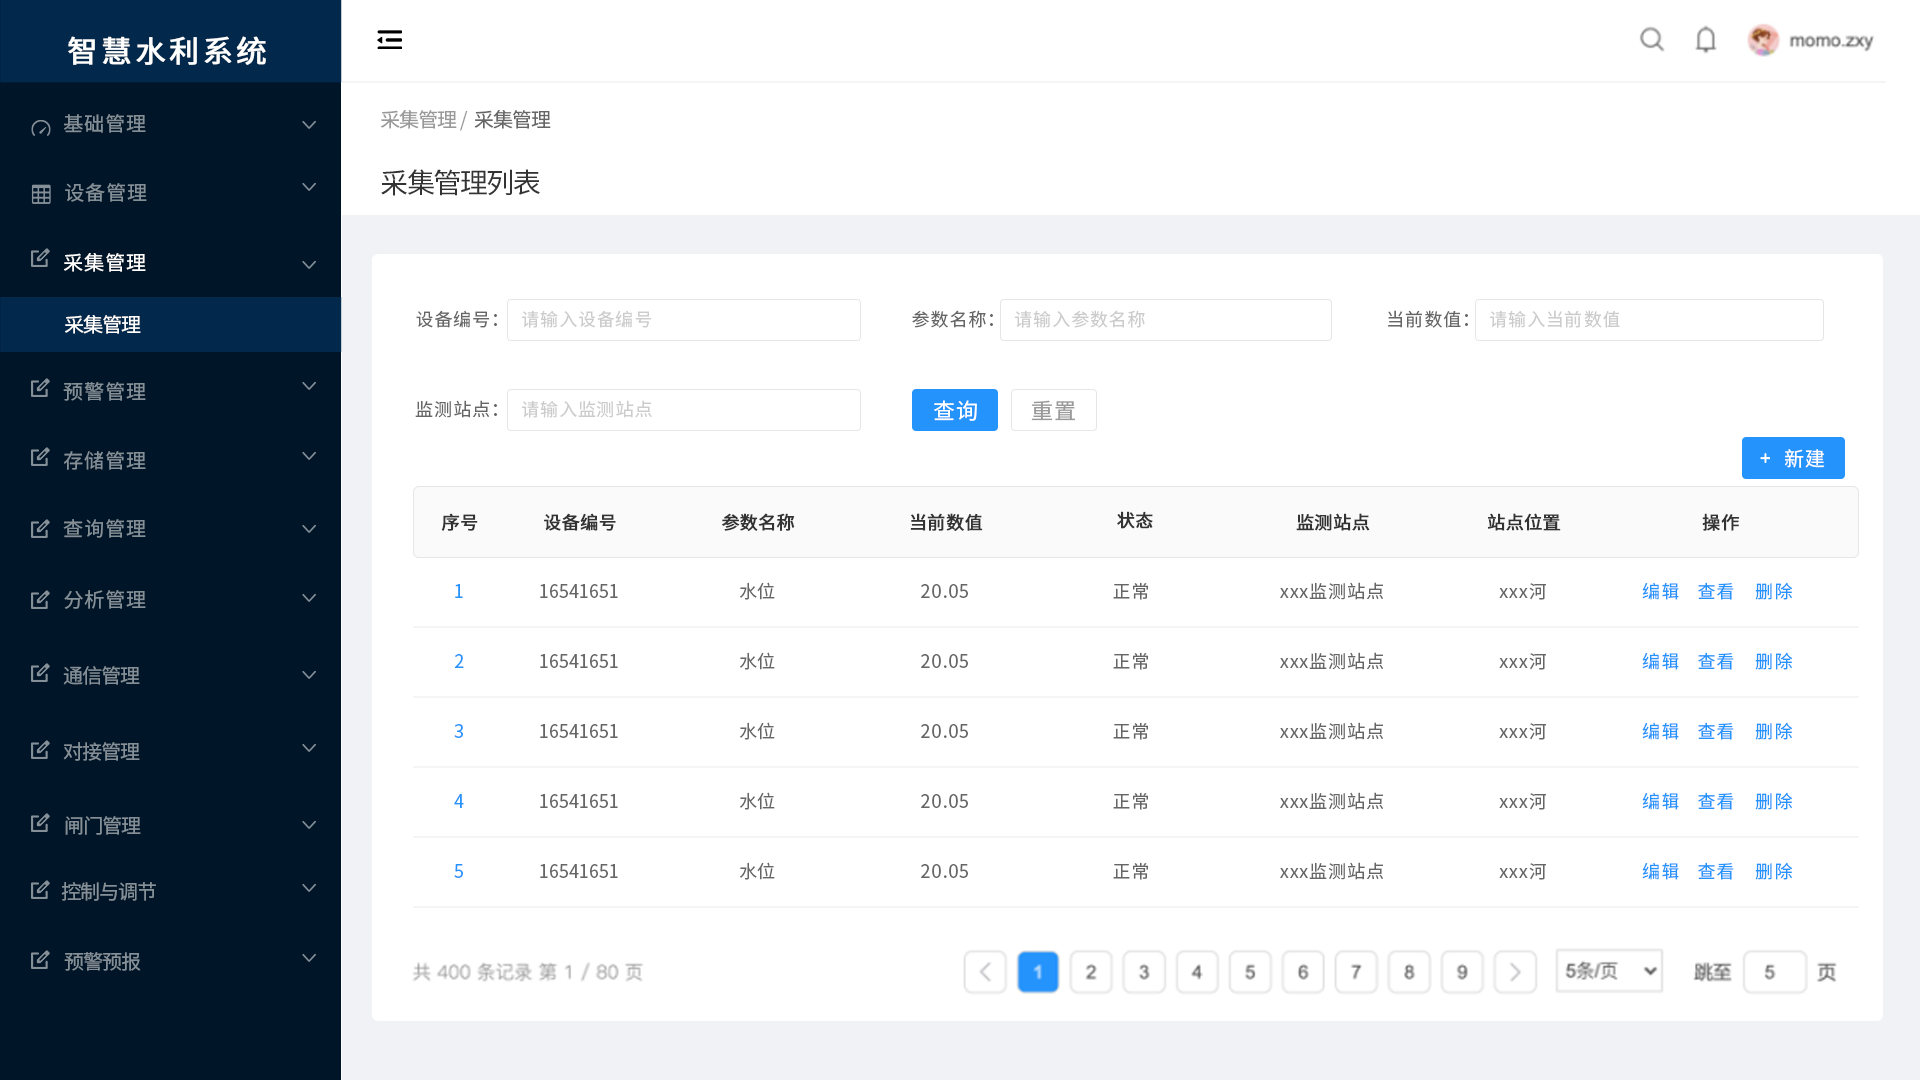 智慧水利系统
momo.zxy
基础管理
设备管理
采集管理
采集管理
预警管理
存储管理
查询管理
分析管理
通信管理
对接管理
闸门管理
控制与调节
预警预报
采集管理/ 采集管理
采集管理列表
设备编号： 请输入设备编号 参数名称： 请输入参数名称 当前数值： 请输入当前数值
监测站点： 请输入监测站点 查询 重置
+ 新建
序号 设备编号 参数名称 当前数值 状态 监测站点 站点位置 操作
1 16541651 水位 20.05 正常 xxx监测站点 xxx河 编辑 查看 删除
2 16541651 水位 20.05 正常 xxx监测站点 xxx河 编辑 查看 删除
3 16541651 水位 20.05 正常 xxx监测站点 xxx河 编辑 查看 删除
4 16541651 水位 20.05 正常 xxx监测站点 xxx河 编辑 查看 删除
5 16541651 水位 20.05 正常 xxx监测站点 xxx河 编辑 查看 删除
共 400 条记录 第 1 / 80 页 1 2 3 4 5 6 7 8 9 5条/页 跳至 5 页